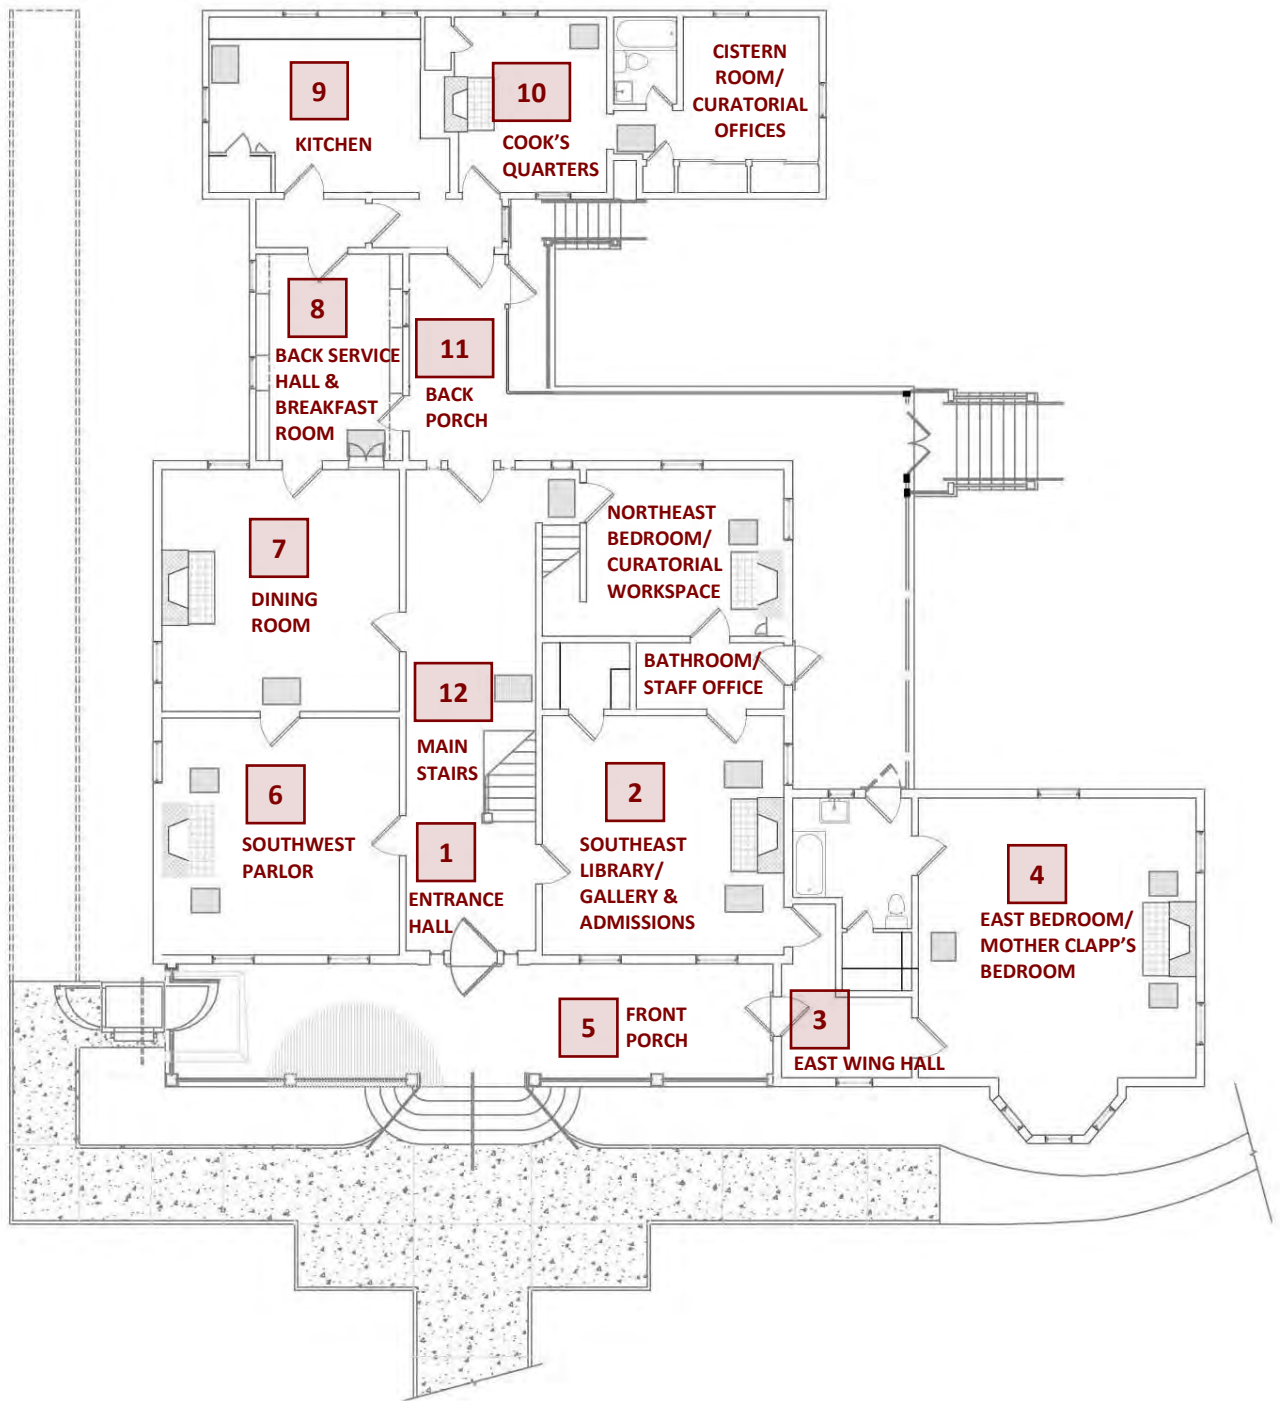 9
KITCHEN
10
COOK'S
QUARTERS
CISTERN
ROOM/
CURATORIAL
OFFICES
8
BACK SERVICE
HALL &
BREAKFAST
ROOM
11
BACK
PORCH
7
DINING
ROOM
NORTHEAST
BEDROOM/
CURATORIAL
WORKSPACE
BATHROOM/
STAFF OFFICE
12
MAIN
STAIRS
6
SOUTHWEST
PARLOR
1
ENTRANCE
HALL
2
SOUTHEAST
LIBRARY/
GALLERY &
ADMISSIONS
4
EAST BEDROOM/
MOTHER CLAPP'S
BEDROOM
5
FRONT
PORCH
3
EAST WING HALL